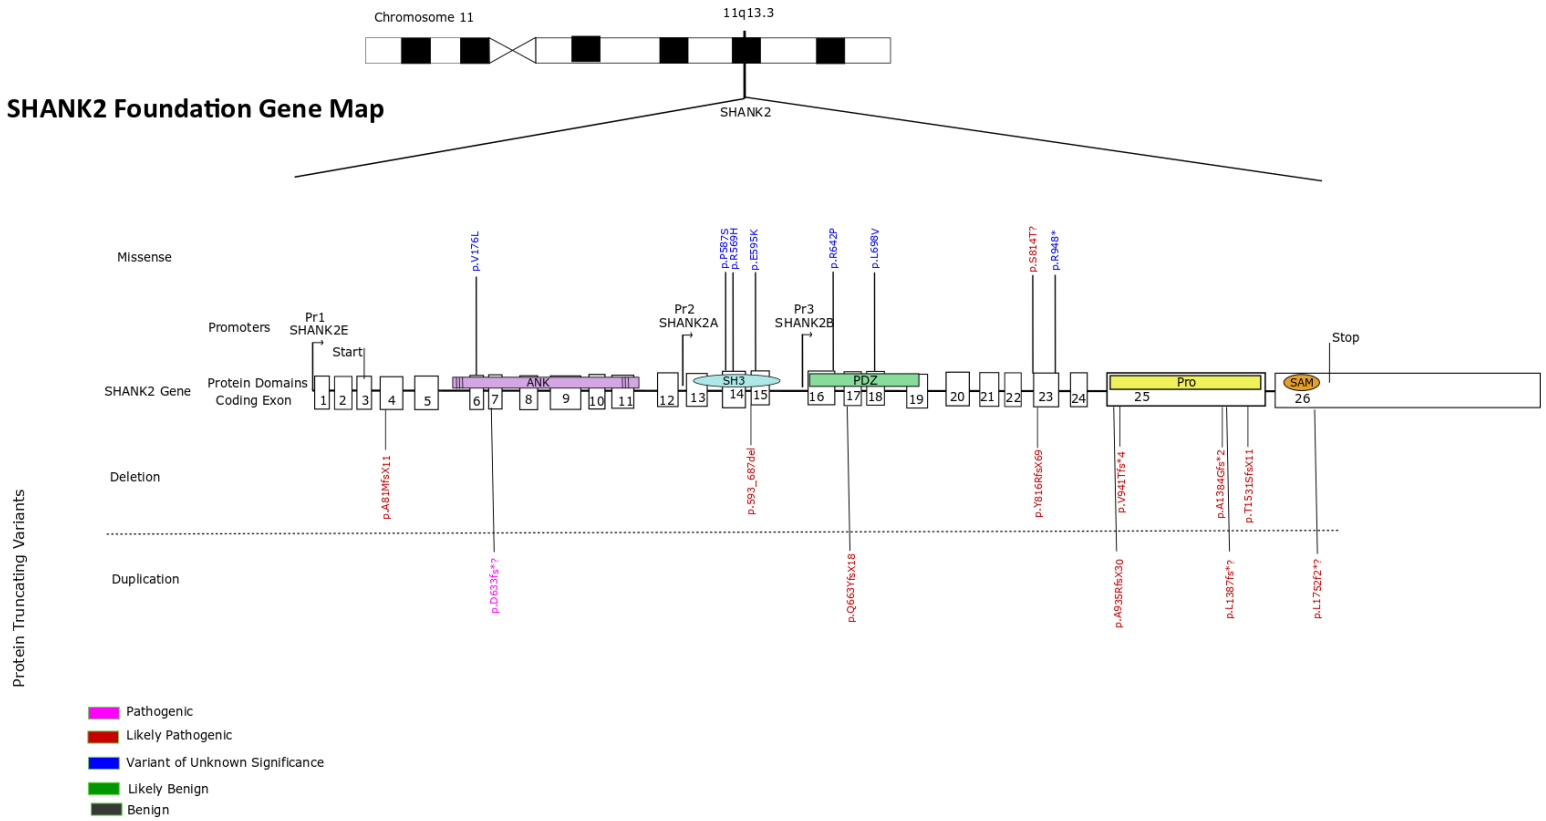 Chromosome 11
11q13.3
SHANK2 Foundation Gene Map
SHANK2
Missense
p.V176L
p.P587S
p.R569H
p.E595K
p.R642P
p.L698V
p.S814T?
p.R948*
Promoters
Pr1
SHANK2E
Start
Pr2
SHANK2A
Pr3
SHANK2B
Stop
SHANK2 Gene
Protein Domains
Coding Exon
ANK
SH3
PDZ
Pro
SAM
1 2 3 4 5 6 7 8 9 10 11 12 13 14 15 16 17 18 19 20 21 22 23 24 25 26
Protein Truncating Variants
Deletion
p.A81MfsX11
p.593_687del
p.Y816RfsX69
p.V941Tfs*4
p.A1384Gfs*2
p.T1531SfsX11
Duplication
p.D633fs*?
p.Q663YfsX18
p.A935RfsX30
p.L1387fs*?
p.L1752f2*?
Pathogenic
Likely Pathogenic
Variant of Unknown Significance
Likely Benign
Benign